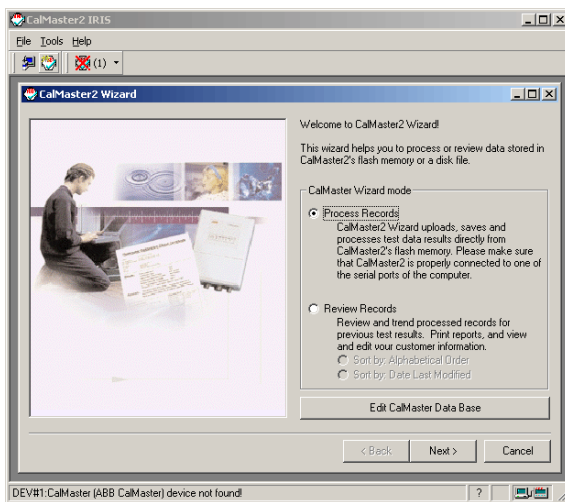 CalMaster2 IRIS
File Tools Help
(1)
CalMaster2 Wizard
Welcome to CalMaster2 Wizard!
This wizard helps you to process or review data stored in
CalMaster2's flash memory or a disk file.
CalMaster Wizard mode
Process Records
CalMaster2 Wizard uploads, saves and
processes test data results directly from
CalMaster2's flash memory. Please make sure
that CalMaster2 is properly connected to one of
the serial ports of the computer.
Review Records
Review and trend processed records for
previous test results. Print reports, and view
and edit your customer information.
Sort by: Alphabetical Order
Sort by: Date Last Modified
Edit CalMaster Data Base
< Back Next > Cancel
DEV#1:CalMaster (ABB CalMaster) device not found! ?